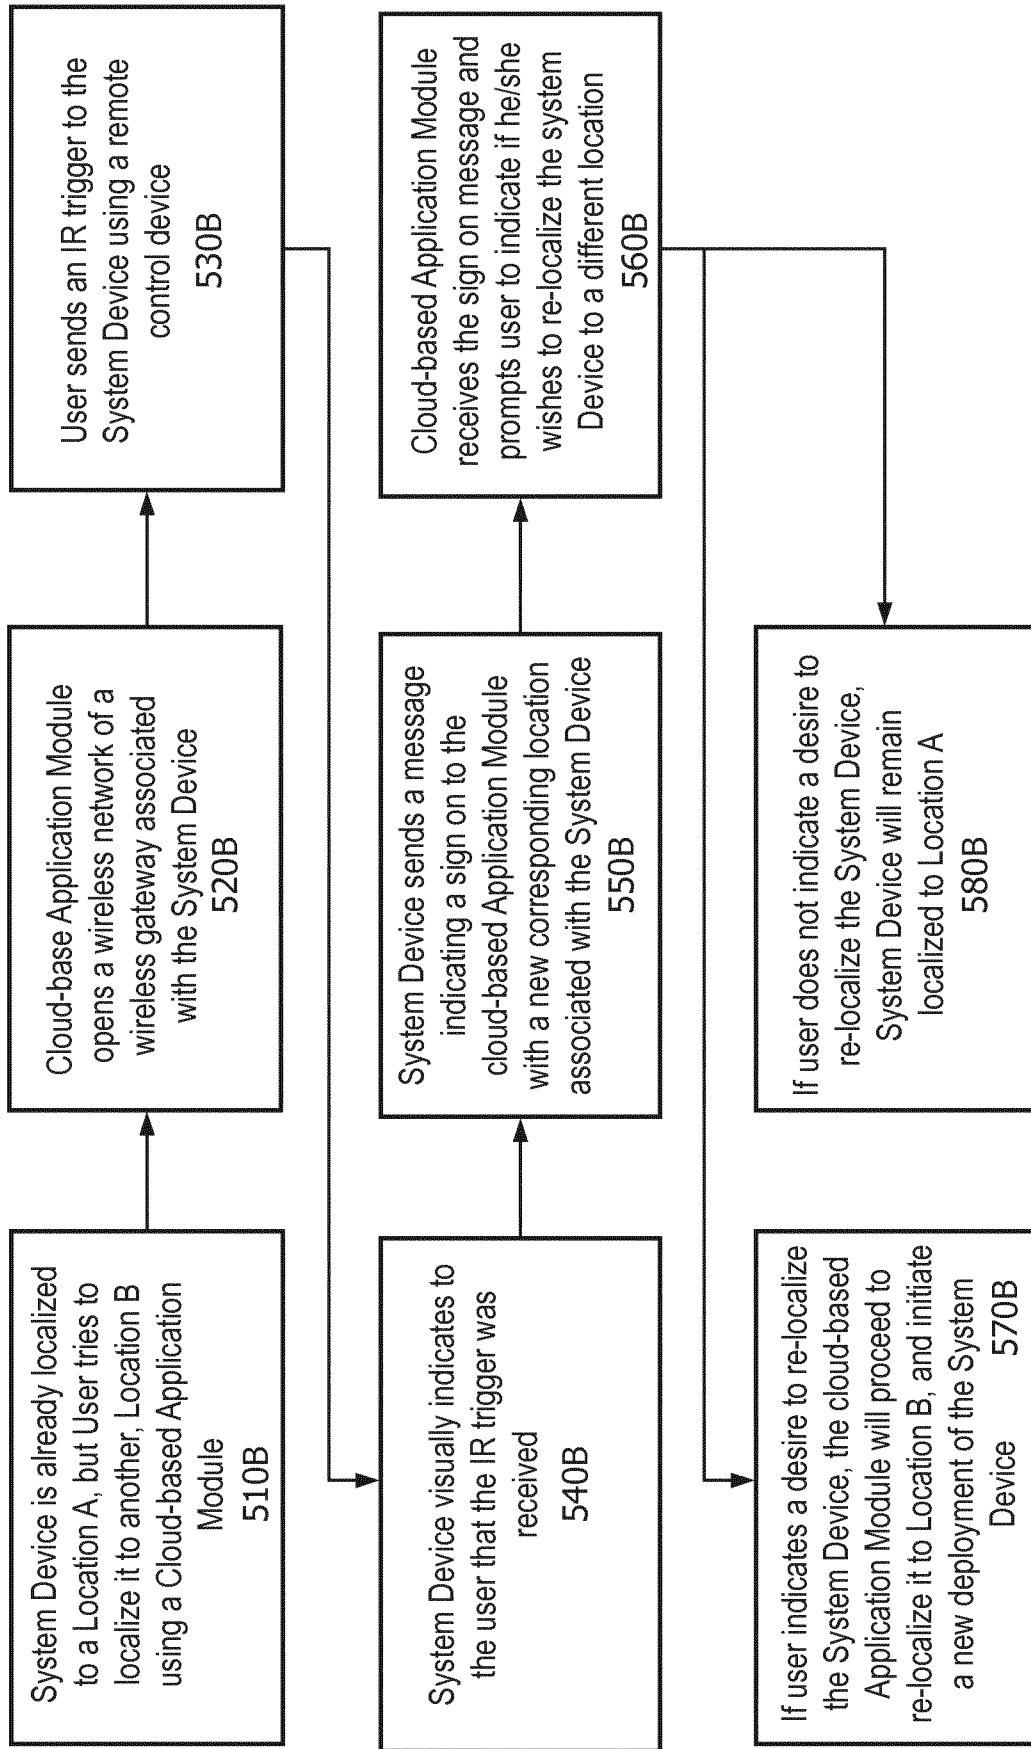 System Device is already localized
to a Location A, but User tries to
localize it to another, Location B
using a Cloud-based Application
Module
510B
Cloud-base Application Module
opens a wireless network of a
wireless gateway associated
with the System Device
520B
User sends an IR trigger to the
System Device using a remote
control device
530B
System Device visually indicates to
the user that the IR trigger was
received
540B
System Device sends a message
indicating a sign on to the
cloud-based Application Module
with a new corresponding location
associated with the System Device
550B
Cloud-based Application Module
receives the sign on message and
prompts user to indicate if he/she
wishes to re-localize the system
Device to a different location
560B
If user indicates a desire to re-localize
the System Device, the cloud-based
Application Module will proceed to
re-localize it to Location B, and initiate
a new deployment of the System
Device
570B
If user does not indicate a desire to
re-localize the System Device,
System Device will remain
localized to Location A
580B